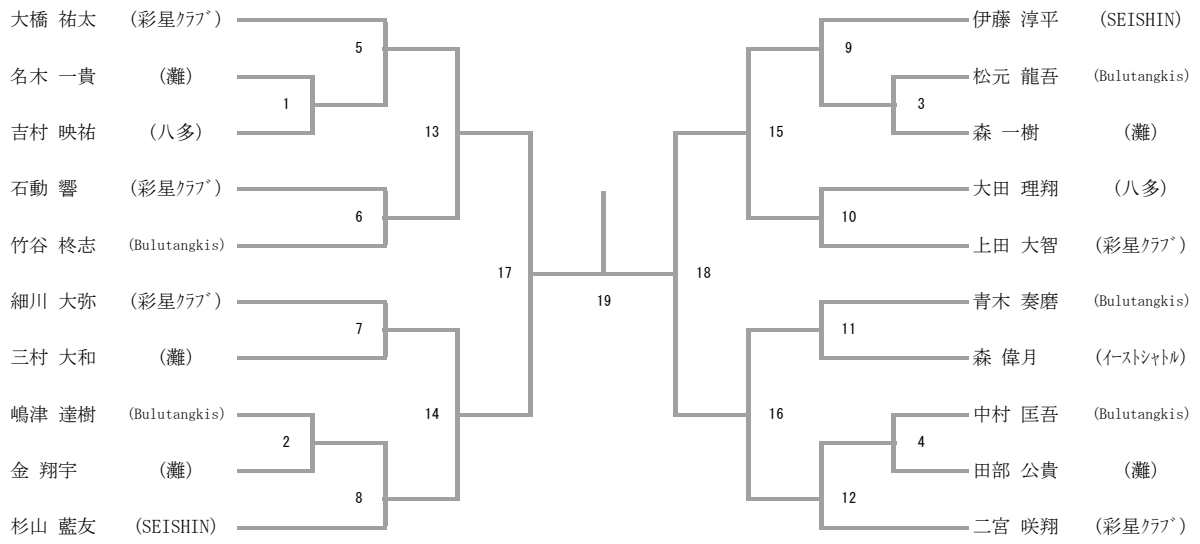 大橋 祐太 (彩星ｸﾗﾌﾞ)
5
名木 一貴 (灘)
1
吉村 映祐 (八多)
13
石動 響 (彩星ｸﾗﾌﾞ)
6
竹谷 柊志 (Bulutangkis)
17
細川 大弥 (彩星ｸﾗﾌﾞ)
7
三村 大和 (灘)
14
嶋津 達樹 (Bulutangkis)
2
金 翔宇 (灘)
8
杉山 藍友 (SEISHIN)
19
伊藤 淳平 (SEISHIN)
9
松元 龍吾 (Bulutangkis)
3
森 一樹 (灘)
15
大田 理翔 (八多)
10
上田 大智 (彩星ｸﾗﾌﾞ)
18
青木 奏磨 (Bulutangkis)
11
森 偉月 (ｲｰｽﾄｼｬﾄﾙ)
16
中村 匡吾 (Bulutangkis)
4
田部 公貴 (灘)
12
二宮 咲翔 (彩星ｸﾗﾌﾞ)